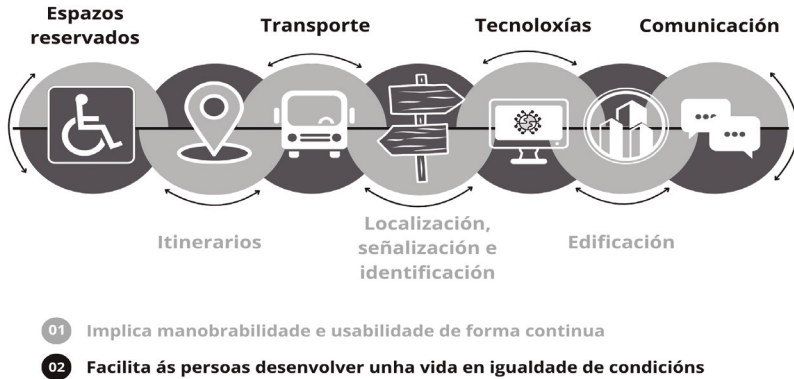 Espazos
reservados
Transporte
Tecnoloxías
Comunicación
Itinerarios
Localización,
señalización e
identificación
Edificación
01 Implica manobrabilidade e usabilidade de forma continua
02 Facilita ás persoas desenvolver unha vida en igualdade de condicións